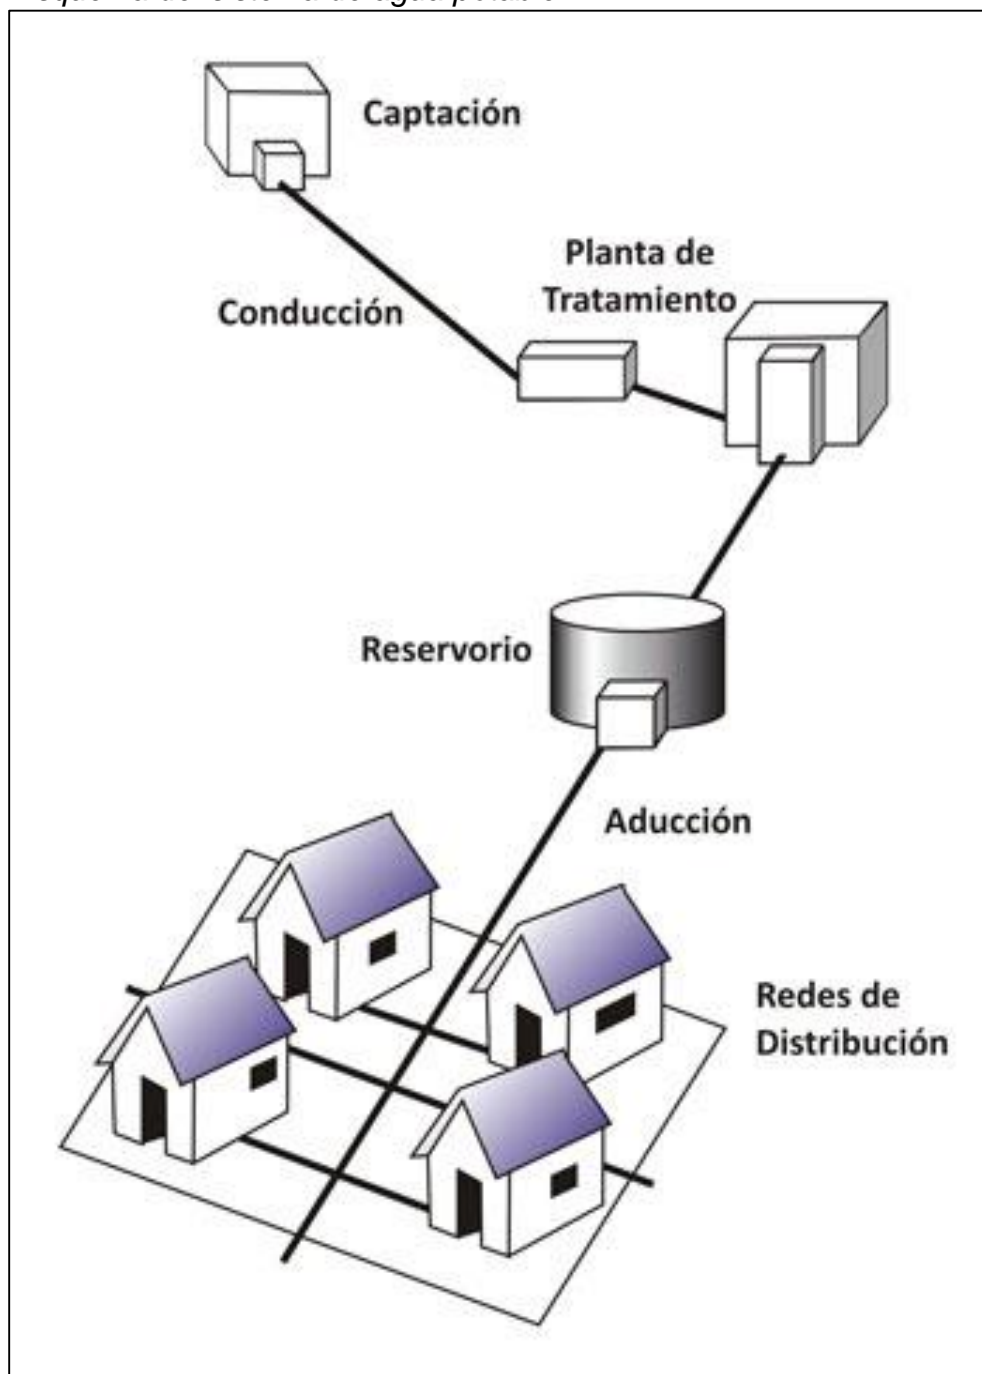 Captación
Planta de
Tratamiento
Conducción
Reservorio
Aducción
Redes de
Distribución